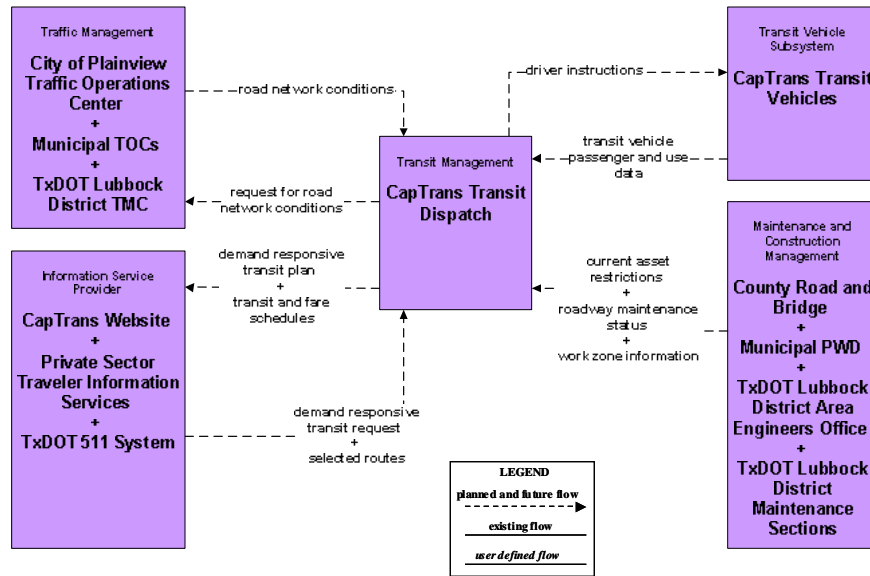 Traffic Management
City of Plainview
Traffic Operations
Center
+
Municipal TOCs
+
TxDOT Lubbock
District TMC
road network conditions
request for road
network conditions
Information Service
Provider
CapTrans Website
+
Private Sector
Traveler Information
Services
+
TxDOT 511 System
demand responsive
transit plan
+
transit and fare
schedules
demand responsive
transit request
+
selected routes
Transit Management
CapTrans Transit
Dispatch
driver instructions
transit vehicle
passenger and use
data
Transit Vehicle
Subsystem
CapTrans Transit
Vehicles
current asset
restrictions
+
roadway maintenance
status
+
work zone information
Maintenance and
Construction
Management
County Road and
Bridge
+
Municipal PWD
+
TxDOT Lubbock
District Area
Engineers Office
+
TxDOT Lubbock
District
Maintenance
Sections
LEGEND
planned and future flow
existing flow
user defined flow